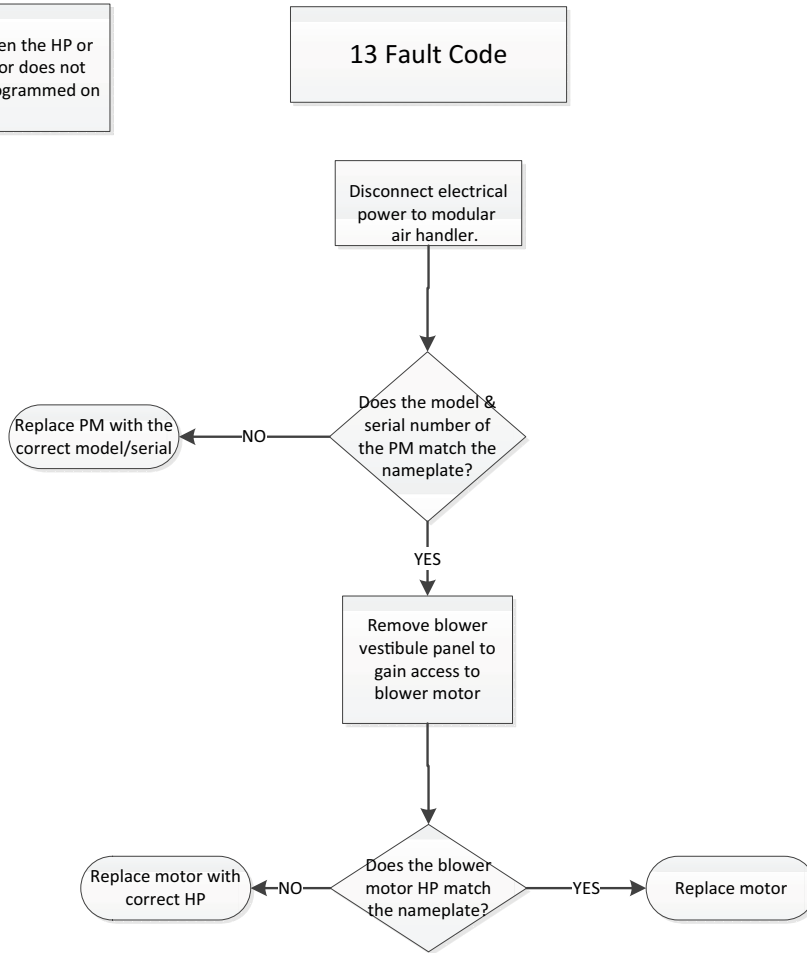 en the HP or
or does not
grammed on
13 Fault Code
Disconnect electrical
power to modular
air handler.
Does the model &
serial number of
the PM match the
nameplate?
NO
Replace PM with the
correct model/serial
YES
Remove blower
vestibule panel to
gain access to
blower motor
Does the blower
motor HP match
the nameplate?
NO
Replace motor with
correct HP
YES
Replace motor